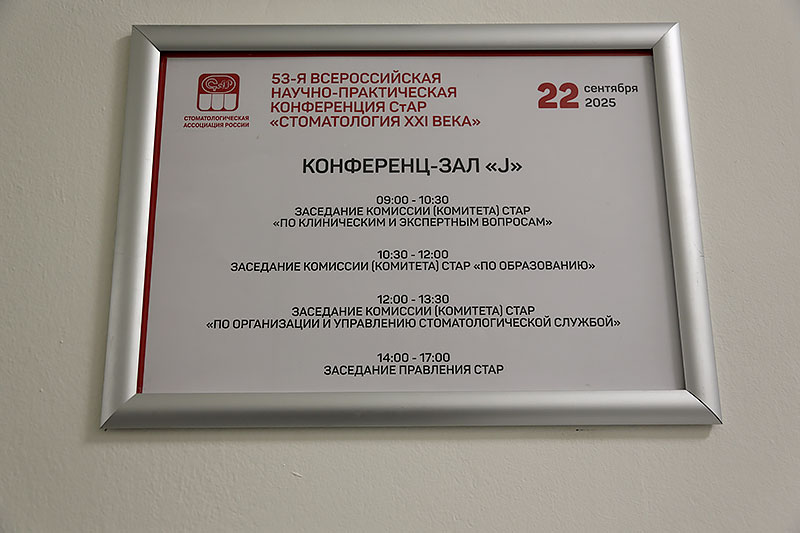 СтАР
СТОМАТОЛОГИЧЕСКАЯ
АССОЦИАЦИЯ РОССИИ
53-Я ВСЕРОССИЙСКАЯ
НАУЧНО-ПРАКТИЧЕСКАЯ
КОНФЕРЕНЦИЯ СтАР
«СТОМАТОЛОГИЯ XXI ВЕКА»
22 сентября
2025
КОНФЕРЕНЦ-ЗАЛ «J»
09:00 - 10:30
ЗАСЕДАНИЕ КОМИССИИ (КОМИТЕТА) СТАР
«ПО КЛИНИЧЕСКИМ И ЭКСПЕРТНЫМ ВОПРОСАМ»
10:30 - 12:00
ЗАСЕДАНИЕ КОМИССИИ (КОМИТЕТА) СТАР «ПО ОБРАЗОВАНИЮ»
12:00 - 13:30
ЗАСЕДАНИЕ КОМИССИИ (КОМИТЕТА) СТАР
«ПО ОРГАНИЗАЦИИ И УПРАВЛЕНИЮ СТОМАТОЛОГИЧЕСКОЙ СЛУЖБОЙ»
14:00 - 17:00
ЗАСЕДАНИЕ ПРАВЛЕНИЯ СТАР